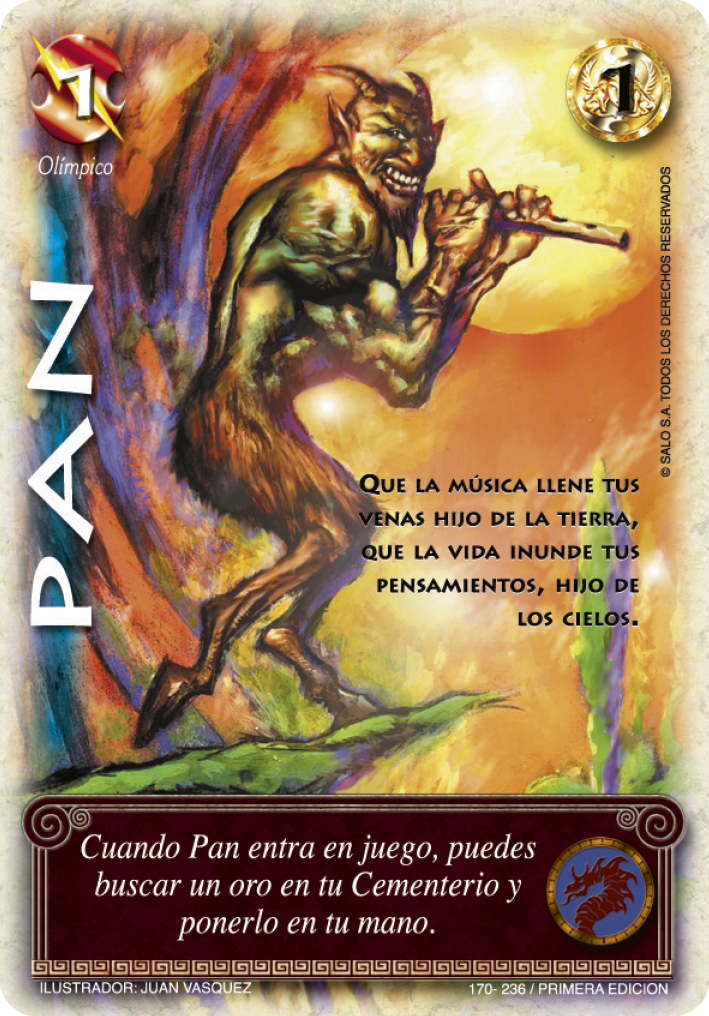 1
1
Olímpico
PAN
© SALO S.A. TODOS LOS DERECHOS RESERVADOS
QUE LA MÚSICA LLENE TUS
VENAS HIJO DE LA TIERRA,
QUE LA VIDA INUNDE TUS
PENSAMIENTOS, HIJO DE
LOS CIELOS.
Cuando Pan entra en juego, puedes
buscar un oro en tu Cementerio y
ponerlo en tu mano.
ILUSTRADOR: JUAN VASQUEZ
170- 236 / PRIMERA EDICION